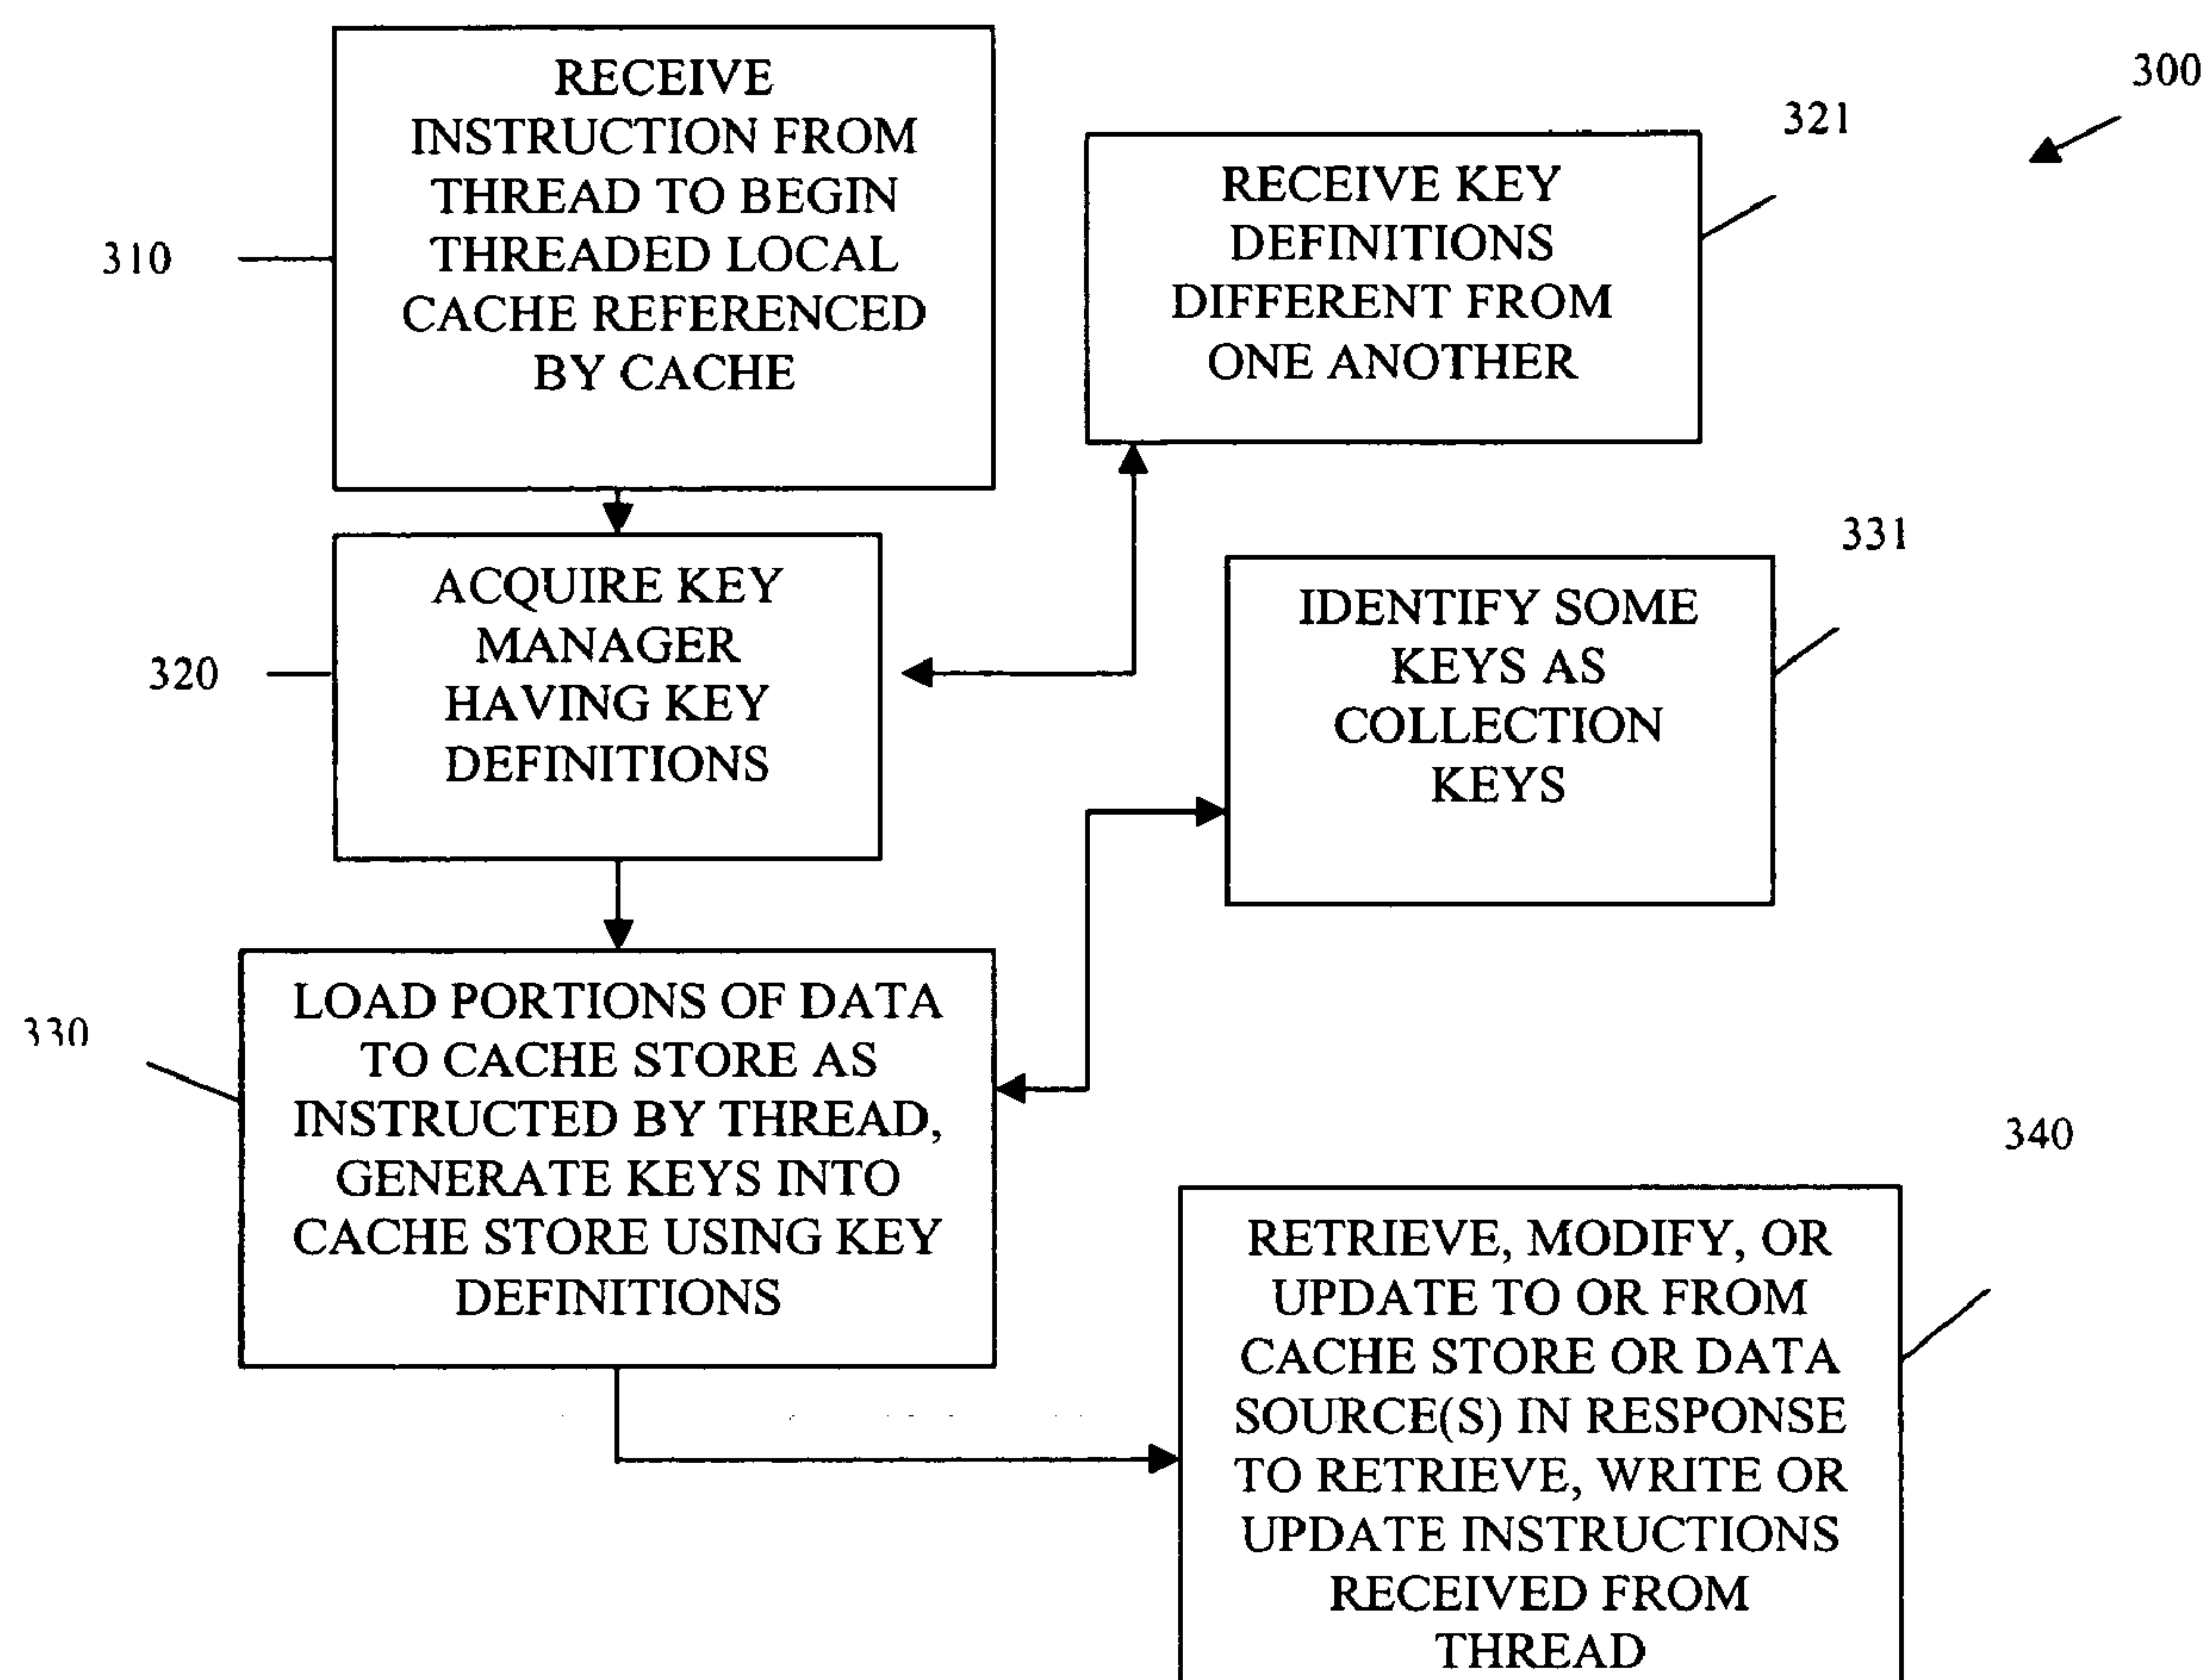 300
310
RECEIVE
INSTRUCTION FROM
THREAD TO BEGIN
THREADED LOCAL
CACHE REFERENCED
BY CACHE
321
RECEIVE KEY
DEFINITIONS
DIFFERENT FROM
ONE ANOTHER
320
ACQUIRE KEY
MANAGER
HAVING KEY
DEFINITIONS
331
IDENTIFY SOME
KEYS AS
COLLECTION
KEYS
330
LOAD PORTIONS OF DATA
TO CACHE STORE AS
INSTRUCTED BY THREAD,
GENERATE KEYS INTO
CACHE STORE USING KEY
DEFINITIONS
340
RETRIEVE, MODIFY, OR
UPDATE TO OR FROM
CACHE STORE OR DATA
SOURCE(S) IN RESPONSE
TO RETRIEVE, WRITE OR
UPDATE INSTRUCTIONS
RECEIVED FROM
THREAD